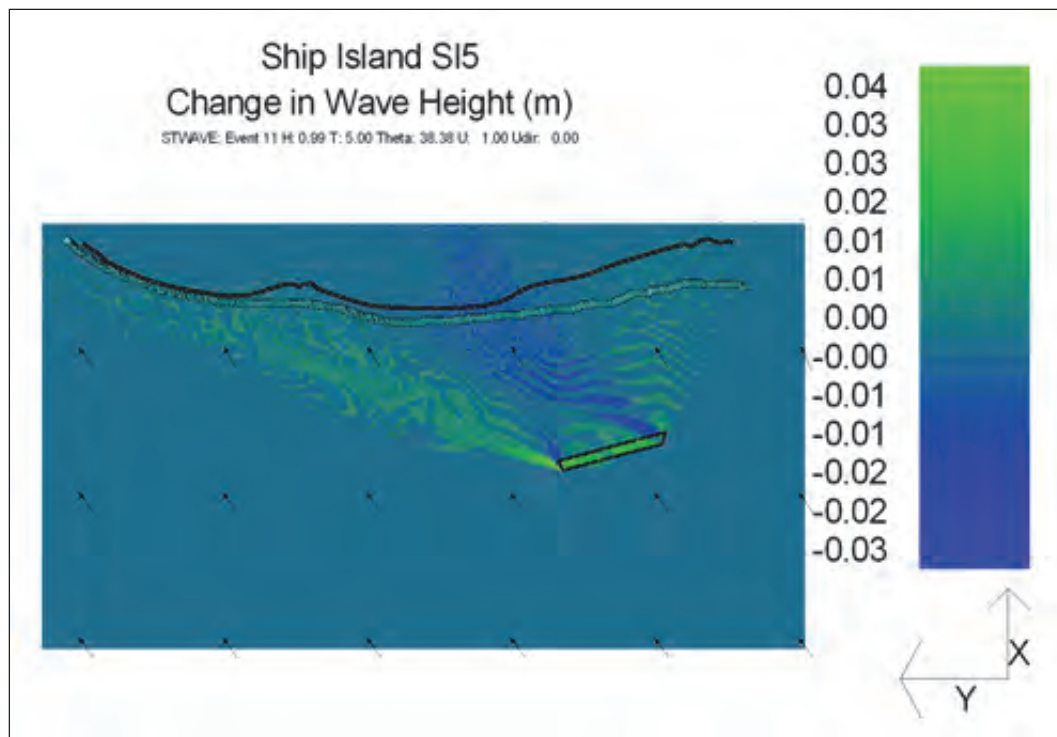 Ship Island SI5
Change in Wave Height (m)
STWAVE: Event 11 H: 0.99 T: 5.00 Theta: 38.38 U: 1.00 Udir: 0.00
0.04
0.03
0.03
0.02
0.01
0.01
0.00
-0.00
-0.01
-0.01
-0.02
-0.02
-0.03
X
Y